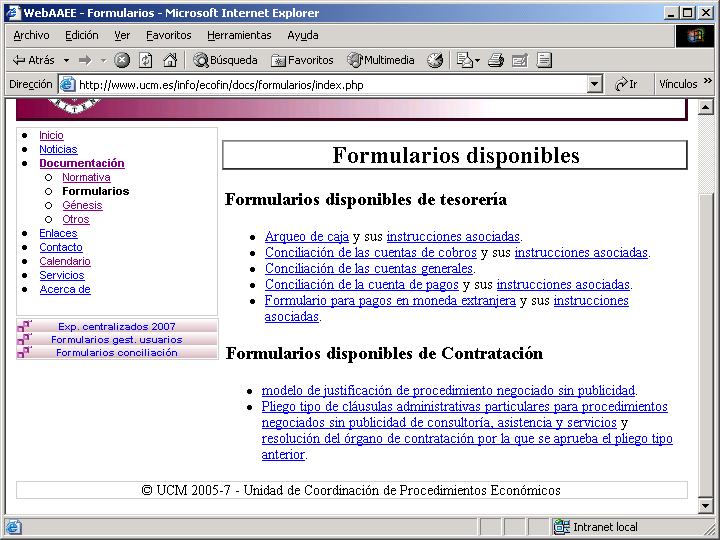 WebAAEE - Formularios - Microsoft Internet Explorer
Archivo Edición Ver Favoritos Herramientas Ayuda
Atrás Búsqueda Favoritos Multimedia
Dirección http://www.ucm.es/info/ecofin/docs/formularios/index.php Ir Vínculos »
Inicio
Noticias
Documentación
Normativa
Formularios
Génesis
Otros
Enlaces
Contacto
Calendario
Servicios
Acerca de
Exp. centralizados 2007
Formularios gest. usuarios
Formularios conciliación
Formularios disponibles
Formularios disponibles de tesorería
Arqueo de caja y sus instrucciones asociadas.
Conciliación de las cuentas de cobros y sus instrucciones asociadas.
Conciliación de las cuentas generales.
Conciliación de la cuenta de pagos y sus instrucciones asociadas.
Formulario para pagos en moneda extranjera y sus instrucciones
asociadas.
Formularios disponibles de Contratación
modelo de justificación de procedimiento negociado sin publicidad.
Pliego tipo de cláusulas administrativas particulares para procedimientos
negociados sin publicidad de consultoría, asistencia y servicios y
resolución del órgano de contratación por la que se aprueba el pliego tipo
anterior.
© UCM 2005-7 - Unidad de Coordinación de Procedimientos Económicos
Intranet local